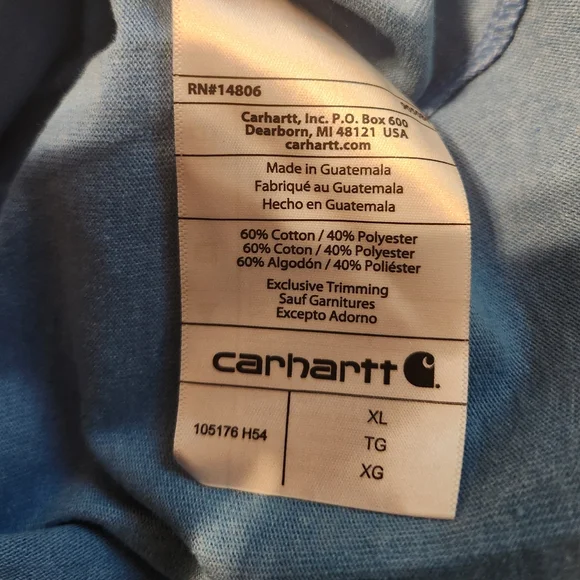 RN#14806
Carhartt, Inc. P.O. Box 600
Dearborn, MI 48121 USA
carhartt.com
Made in Guatemala
Fabriqué au Guatemala
Hecho en Guatemala
60% Cotton / 40% Polyester
60% Coton / 40% Polyester
60% Algodón / 40% Poliéster
Exclusive Trimming
Sauf Garnitures
Excepto Adorno
carhartt
105176 H54
XL
TG
XG